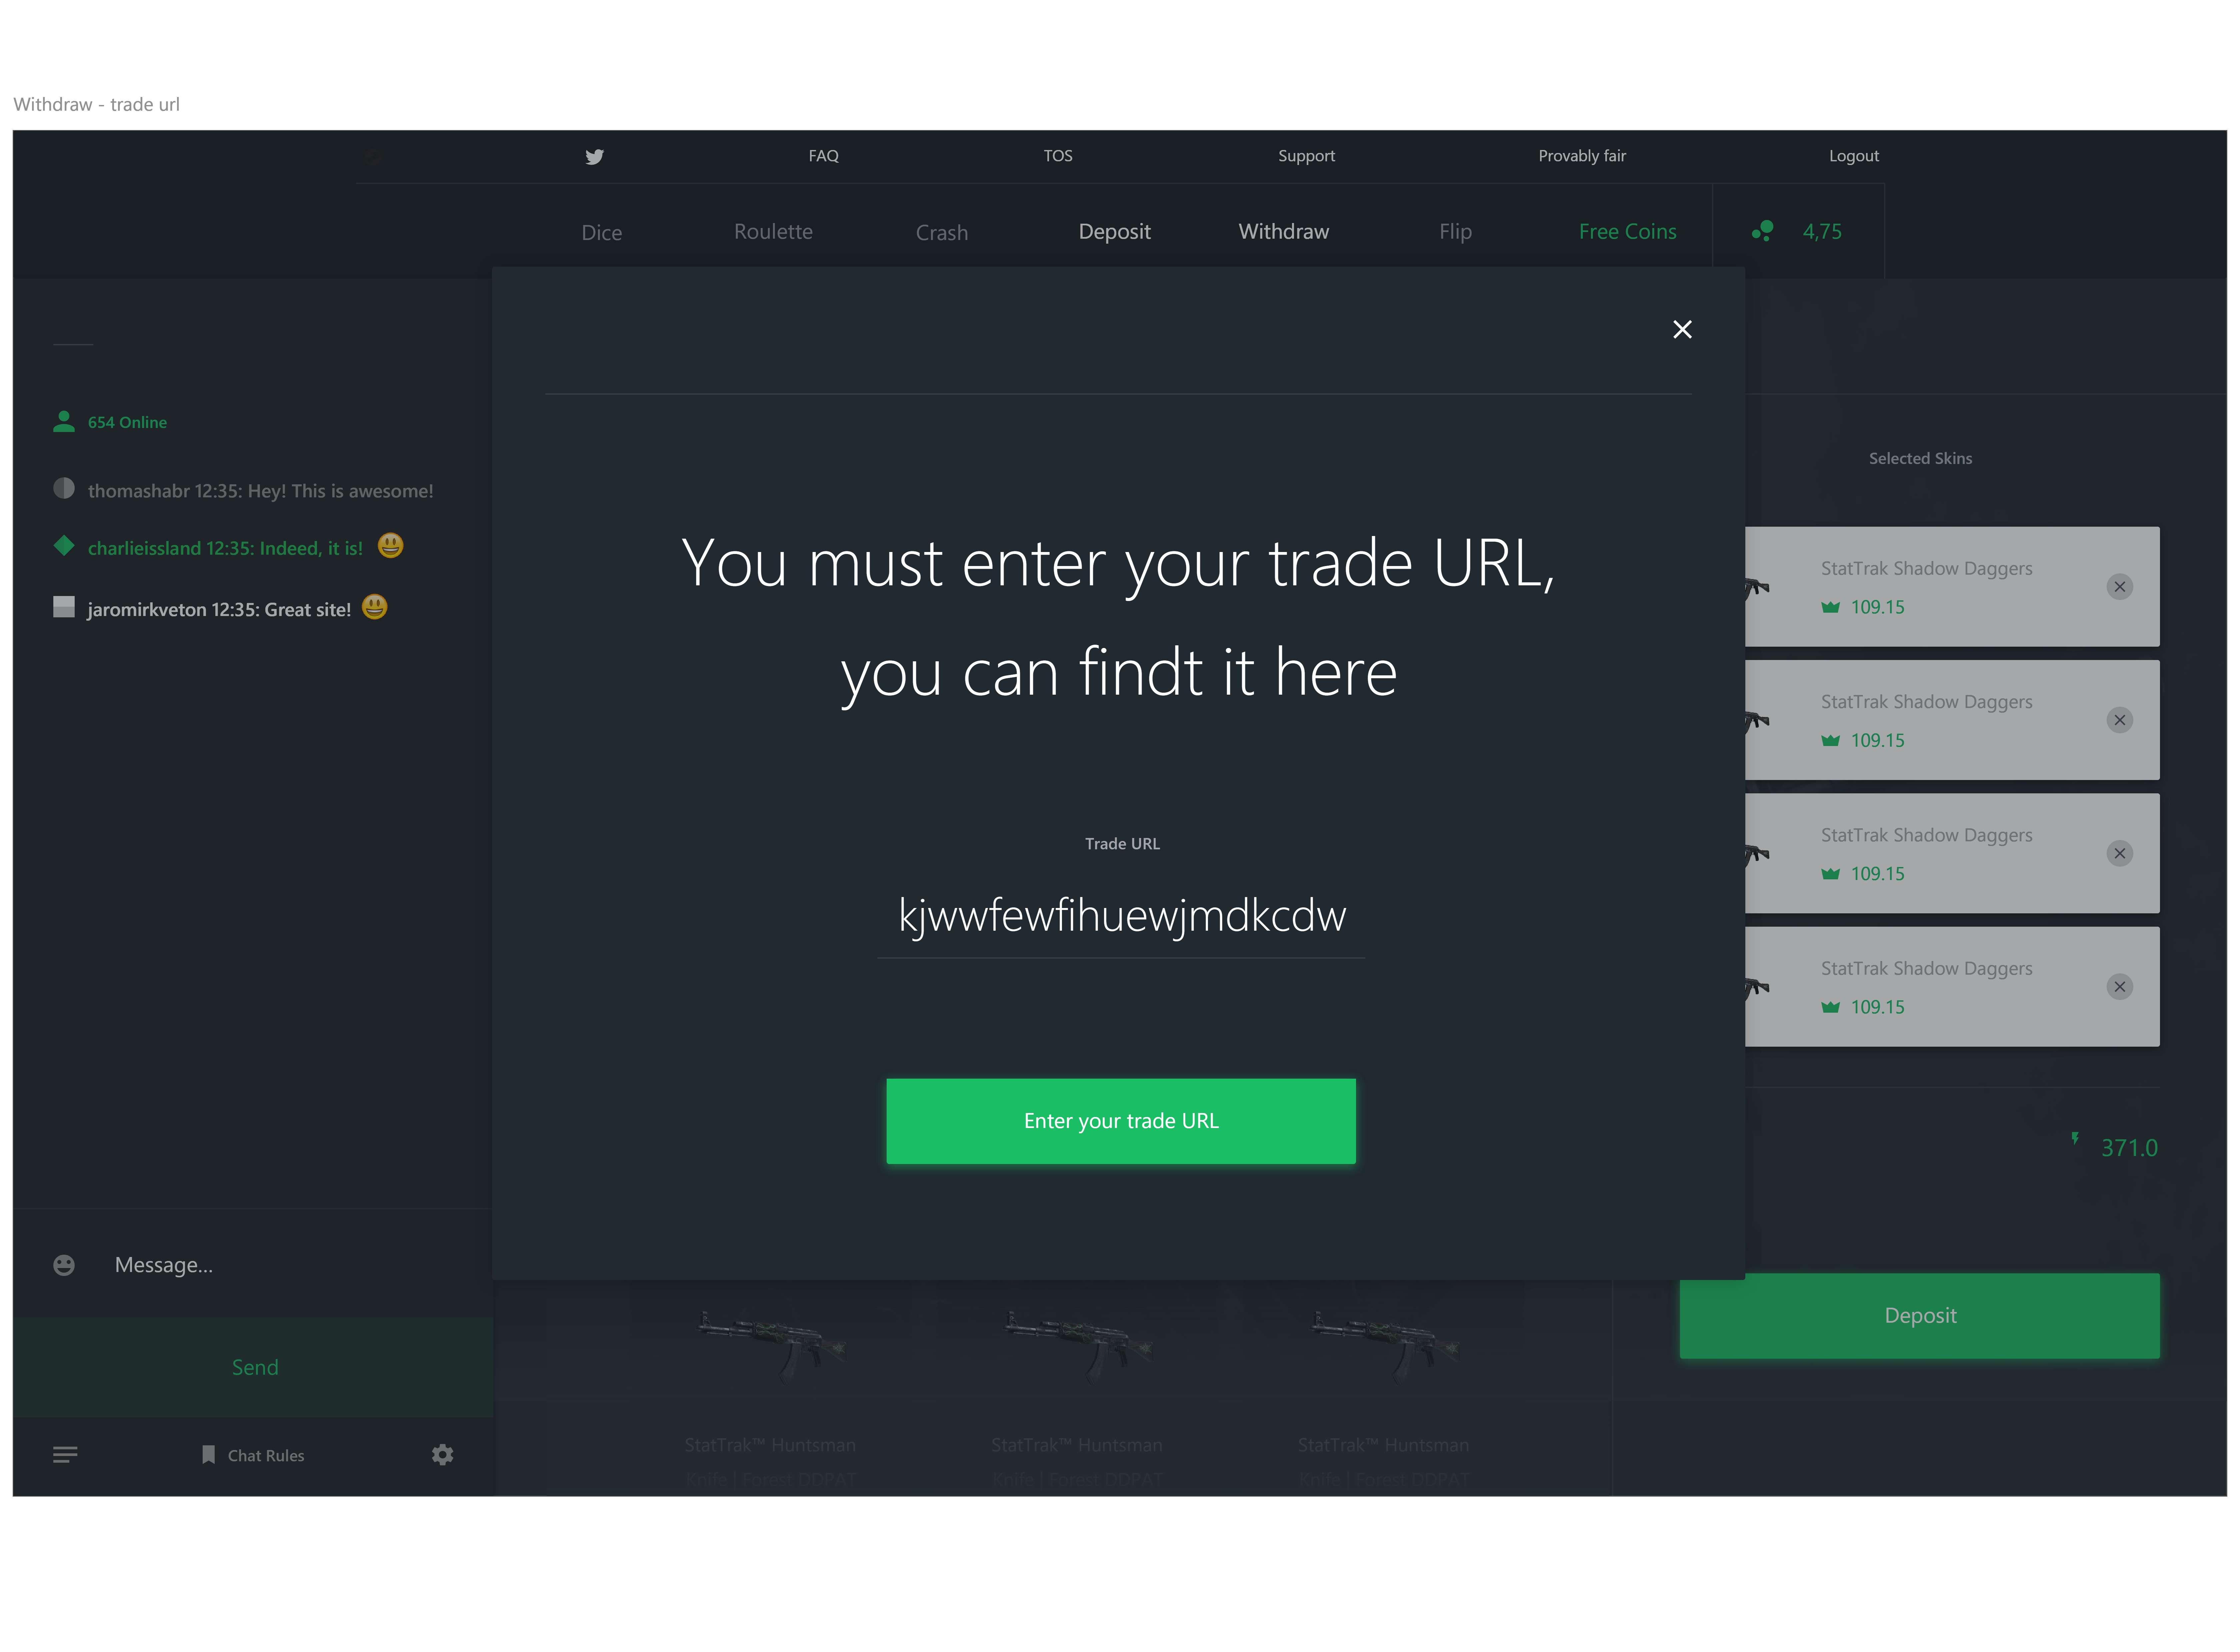 Withdraw - trade url
FAQ
TOS
Support
Provably fair
Logout
Dice
Roulette
Crash
Deposit
Withdraw
Flip
Free Coins
4,75
654 Online
thomashabr 12:35: Hey! This is awesome!
charlieissland 12:35: Indeed, it is! 😃
jaromirkveton 12:35: Great site! 😃
Message...
Send
Chat Rules
You must enter your trade URL,
you can findt it here
Trade URL
kjwwfewfihuewjmdkcdw
Enter your trade URL
Selected Skins
StatTrak Shadow Daggers
109.15
StatTrak Shadow Daggers
109.15
StatTrak Shadow Daggers
109.15
StatTrak Shadow Daggers
109.15
371.0
Deposit
StatTrak™ Huntsman
Knife | Forest DDPAT
StatTrak™ Huntsman
Knife | Forest DDPAT
StatTrak™ Huntsman
Knife | Forest DDPAT